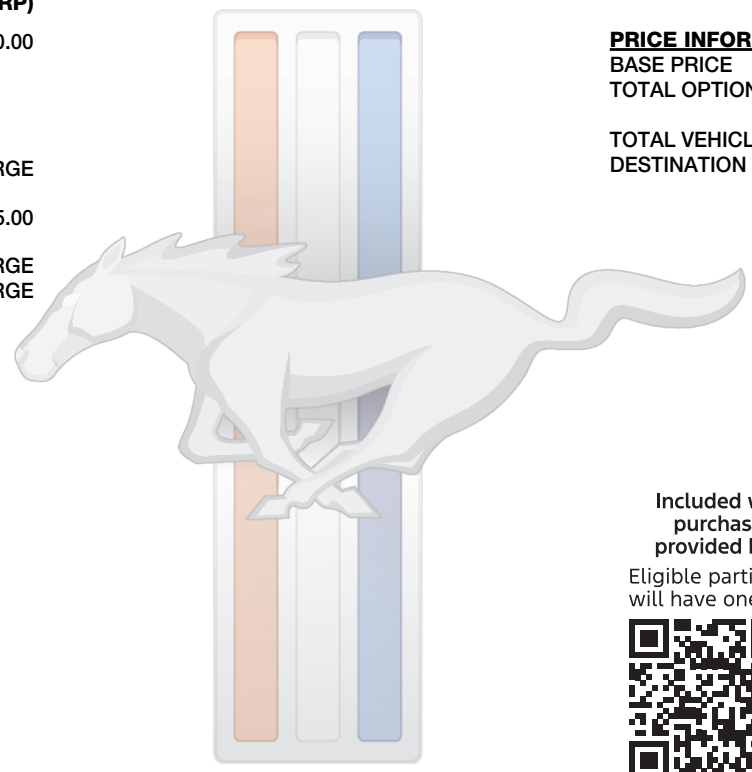 RP)
0.00
RGE
5.00
RGE
RGE
PRICE INFOR
BASE PRICE
TOTAL OPTION
TOTAL VEHICL
DESTINATION
Included w
purchas
provided b
Eligible parti
will have one